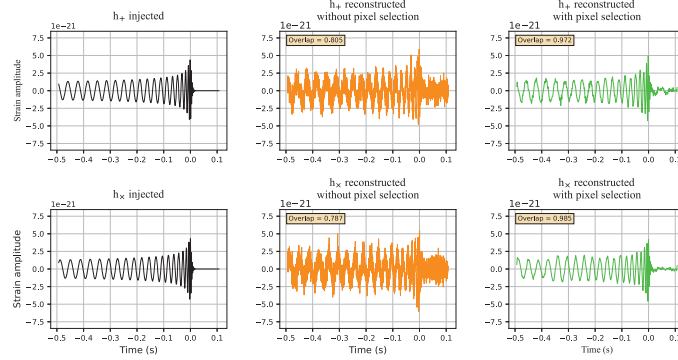 h₊ injected
h₊ reconstructed
without pixel selection
h₊ reconstructed
with pixel selection
1e−21
1e−21
1e−21
Overlap = 0.805
Overlap = 0.972
Strain amplitude
7.5
5.0
2.5
0.0
−2.5
−5.0
−7.5
−0.5 −0.4 −0.3 −0.2 −0.1 0.0 0.1
7.5
5.0
2.5
0.0
−2.5
−5.0
−7.5
−0.5 −0.4 −0.3 −0.2 −0.1 0.0 0.1
7.5
5.0
2.5
0.0
−2.5
−5.0
−7.5
−0.5 −0.4 −0.3 −0.2 −0.1 0.0 0.1
h× injected
h× reconstructed
without pixel selection
h× reconstructed
with pixel selection
1e−21
1e−21
1e−21
Overlap = 0.787
Overlap = 0.985
Strain amplitude
7.5
5.0
2.5
0.0
−2.5
−5.0
−7.5
−0.5 −0.4 −0.3 −0.2 −0.1 0.0 0.1
Time (s)
7.5
5.0
2.5
0.0
−2.5
−5.0
−7.5
−0.5 −0.4 −0.3 −0.2 −0.1 0.0 0.1
Time (s)
7.5
5.0
2.5
0.0
−2.5
−5.0
−7.5
−0.5 −0.4 −0.3 −0.2 −0.1 0.0 0.1
Time (s)